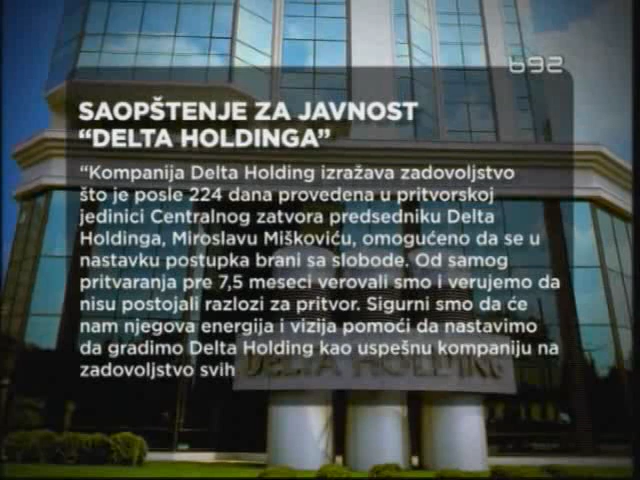 b92
SAOPŠTENJE ZA JAVNOST
“DELTA HOLDINGA”
“Kompanija Delta Holding izražava zadovoljstvo
što je posle 224 dana provedena u pritvorskoj
jedinici Centralnog zatvora predsedniku Delta
Holdinga, Miroslavu Miškoviću, omogućeno da se u
nastavku postupka brani sa slobode. Od samog
pritvaranja pre 7,5 meseci verovali smo i verujemo da
nisu postojali razlozi za pritvor. Sigurni smo da će
nam njegova energija i vizija pomoći da nastavimo
da gradimo Delta Holding kao uspešnu kompaniju na
zadovoljstvo svih
DELTA HOLDING